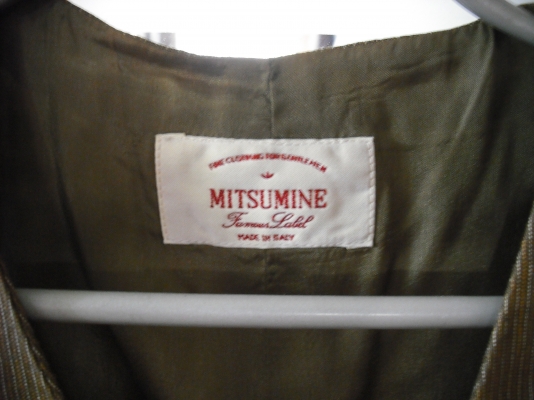 FINE CLOTHING FOR GENTLEMEN
MITSUMINE
Famous Label
MADE IN ITALY